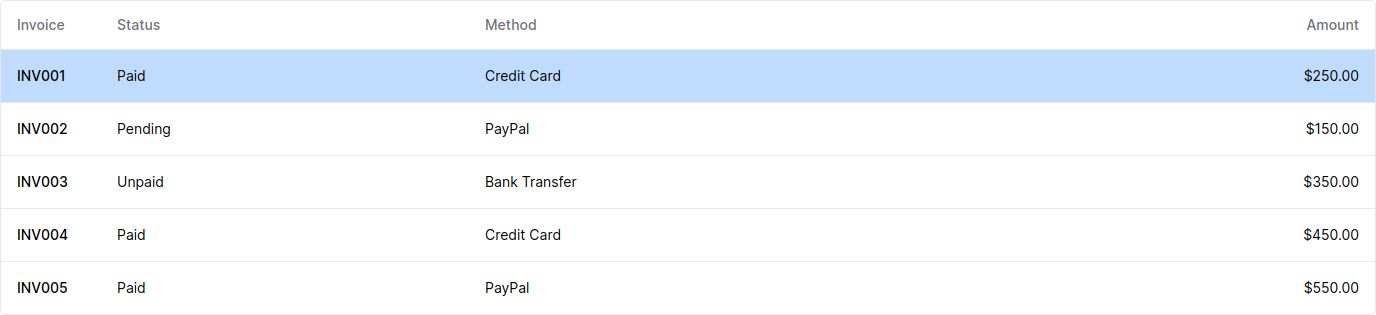 Invoice Status Method Amount
INV001 Paid Credit Card $250.00
INV002 Pending PayPal $150.00
INV003 Unpaid Bank Transfer $350.00
INV004 Paid Credit Card $450.00
INV005 Paid PayPal $550.00